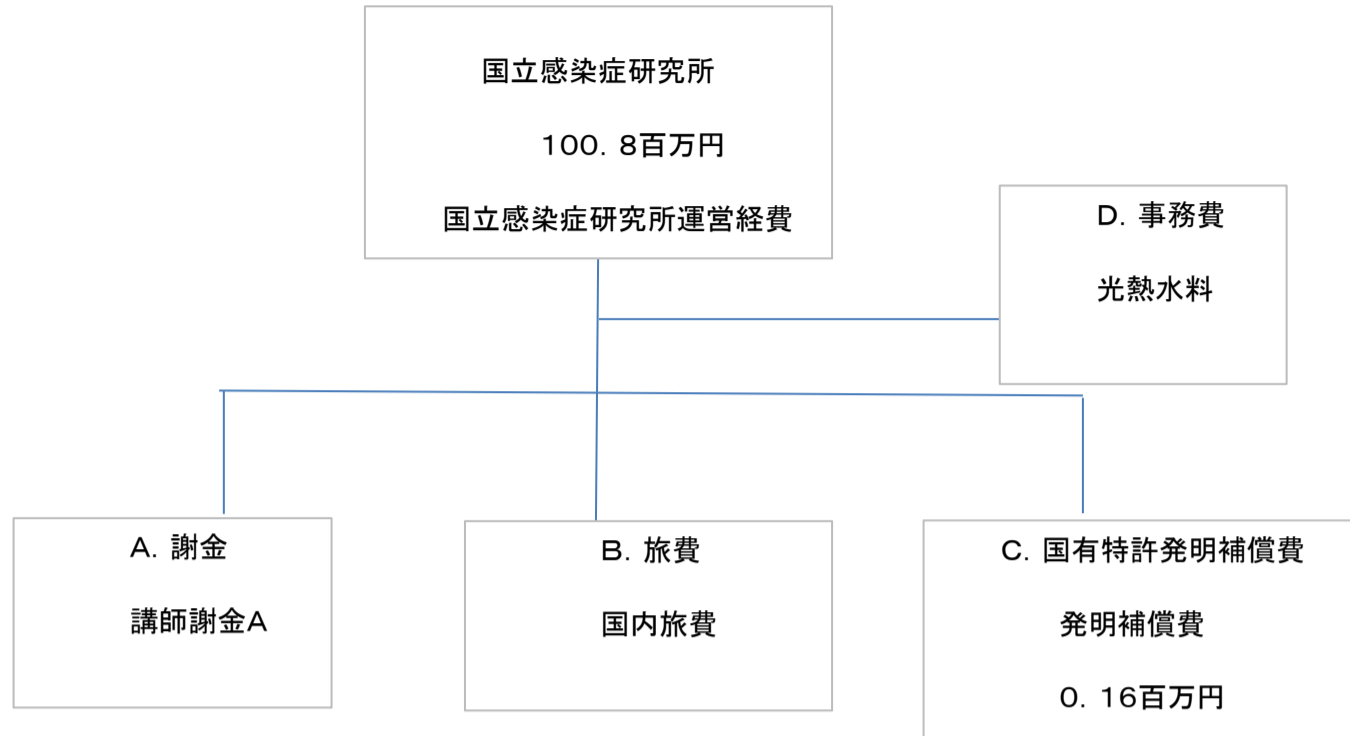 国立感染症研究所
100．8百万円
国立感染症研究所運営経費
D．事務費
光熱水料
A．謝金
講師謝金A
B．旅費
国内旅費
C．国有特許発明補償費
発明補償費
0．16百万円